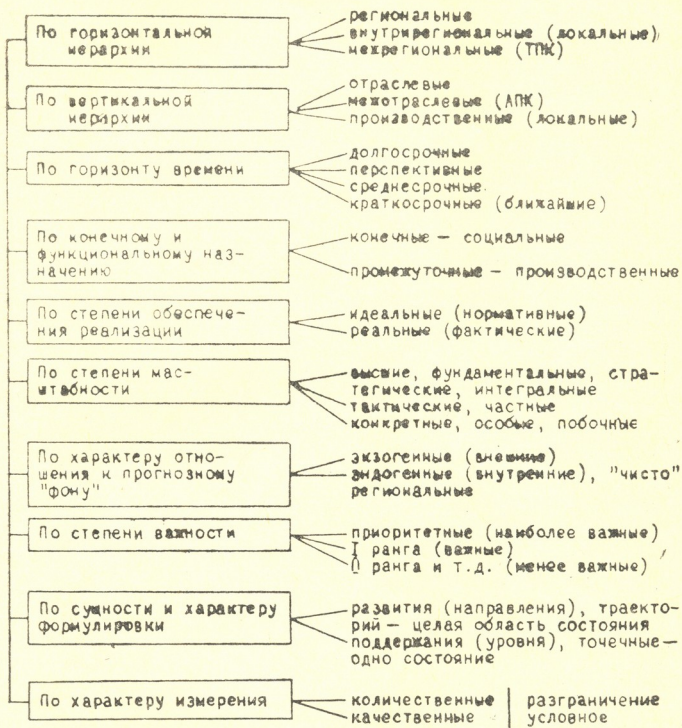 По горизонтальной
иерархии
региональные
внутрирегиональные (локальные)
межрегиональные (ТПК)
По вертикальной
иерархии
отраслевые
межотраслевые (АПК)
производственные (локальные)
По горизонту времени
долгосрочные
перспективные
среднесрочные
краткосрочные (ближайшие)
По конечному и
функциональному наз-
начению
конечные — социальные
промежуточные — производственные
По степени обеспече-
ния реализации
идеальные (нормативные)
реальные (фактические)
По степени мас-
штабности
высшие, фундаментальные, стра-
тегические, интегральные
тактические, частные
конкретные, особые, побочные
По характеру отно-
шения к прогнозному
"фону"
экзогенные (внешние)
эндогенные (внутренние), "чисто"
региональные
По степени важности
приоритетные (наиболее важные)
I ранга (важные)
II ранга и т.д. (менее важные)
По сущности и характеру
формулировки
развития (направления), траекто-
рий — целая область состояния
поддержания (уровня), точечные—
одно состояние
По характеру измерения
количественные
качественные
разграничение
условное